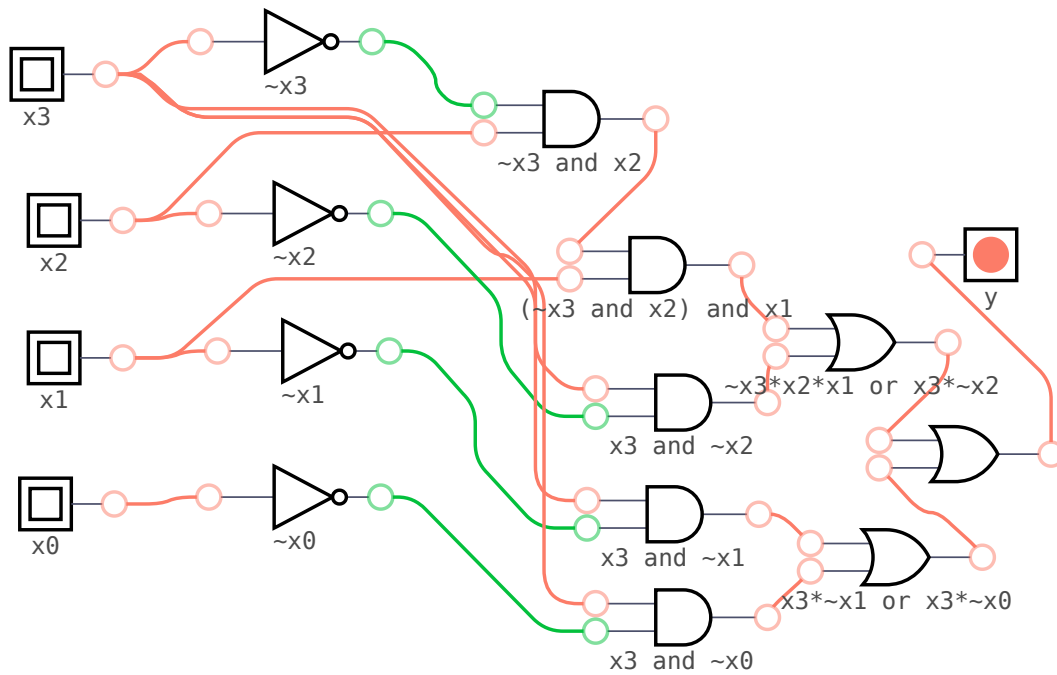 x3
~x3
~x3 and x2
x2
~x2
(~x3 and x2) and x1
y
x1
~x1
~x3*x2*x1 or x3*~x2
x3 and ~x2
x0
~x0
x3 and ~x1
x3*~x1 or x3*~x0
x3 and ~x0